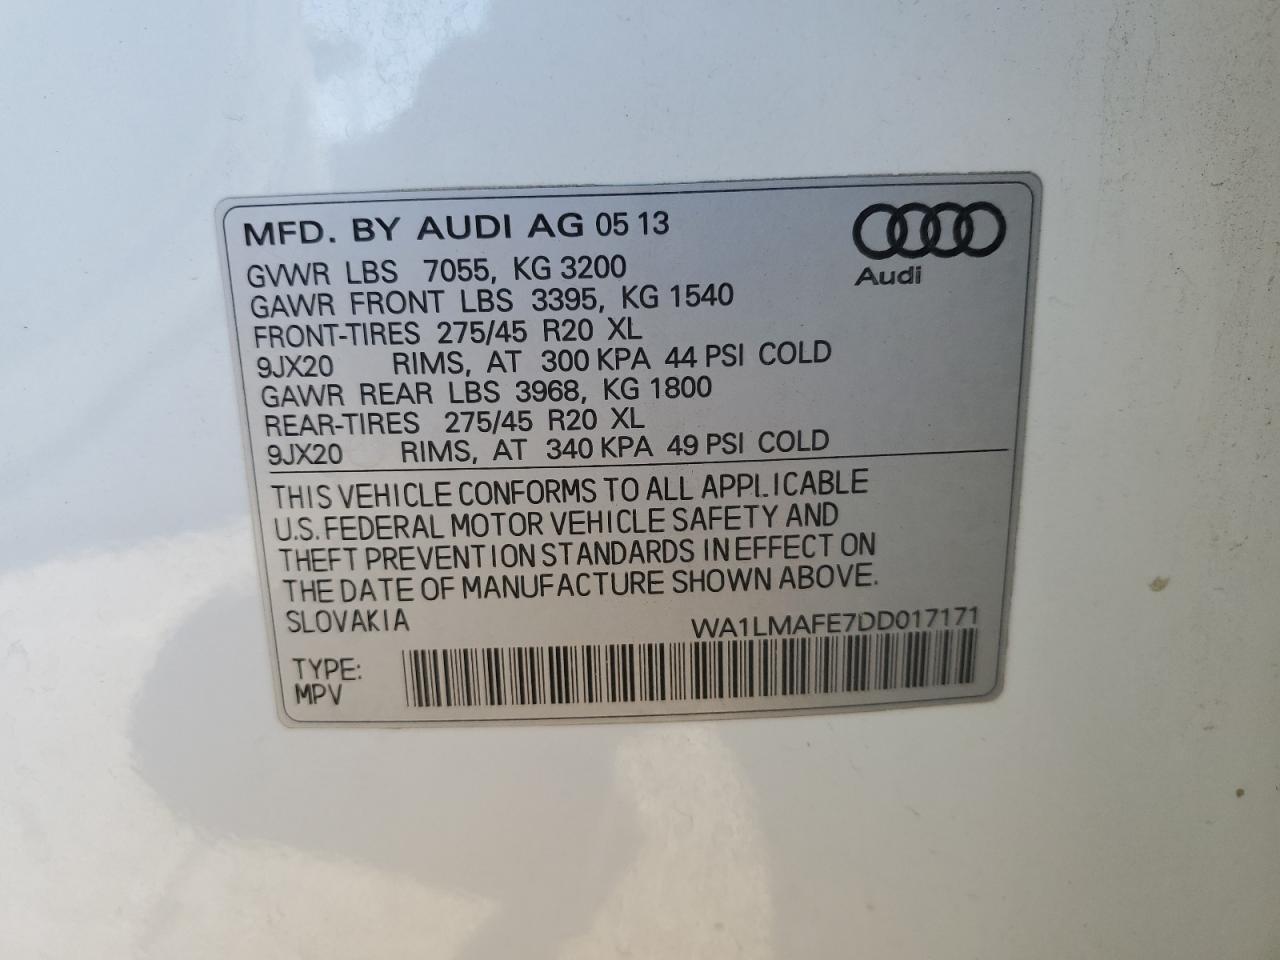 MFD. BY AUDI AG 05 13
Audi
GVWR LBS 7055, KG 3200
GAWR FRONT LBS 3395, KG 1540
FRONT-TIRES 275/45 R20 XL
9JX20 RIMS, AT 300 KPA 44 PSI COLD
GAWR REAR LBS 3968, KG 1800
REAR-TIRES 275/45 R20 XL
9JX20 RIMS, AT 340 KPA 49 PSI COLD
THIS VEHICLE CONFORMS TO ALL APPLICABLE
U.S. FEDERAL MOTOR VEHICLE SAFETY AND
THEFT PREVENTION STANDARDS IN EFFECT ON
THE DATE OF MANUFACTURE SHOWN ABOVE.
SLOVAKIA
WA1LMAFE7DD017171
TYPE:
MPV